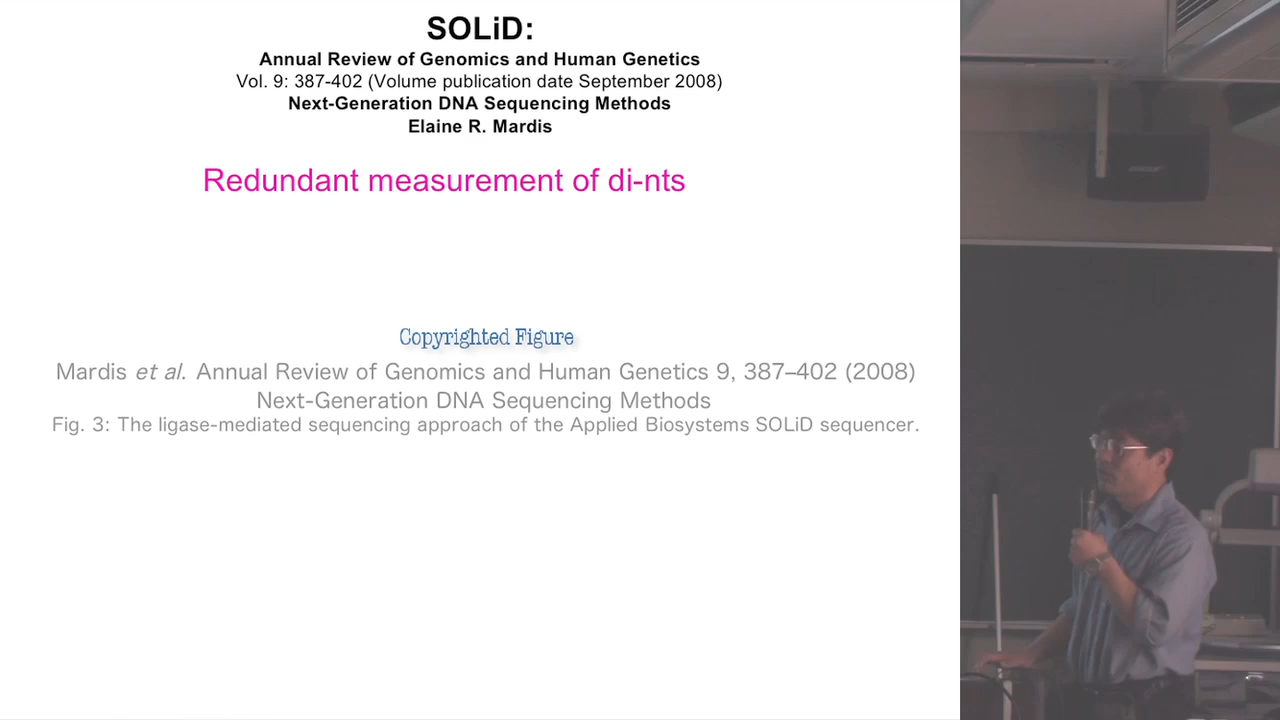 SOLiD:
Annual Review of Genomics and Human Genetics
Vol. 9: 387-402 (Volume publication date September 2008)
Next-Generation DNA Sequencing Methods
Elaine R. Mardis
Redundant measurement of di-nts
Copyrighted Figure
Mardis et al. Annual Review of Genomics and Human Genetics 9, 387–402 (2008)
Next-Generation DNA Sequencing Methods
Fig. 3: The ligase-mediated sequencing approach of the Applied Biosystems SOLiD sequencer.